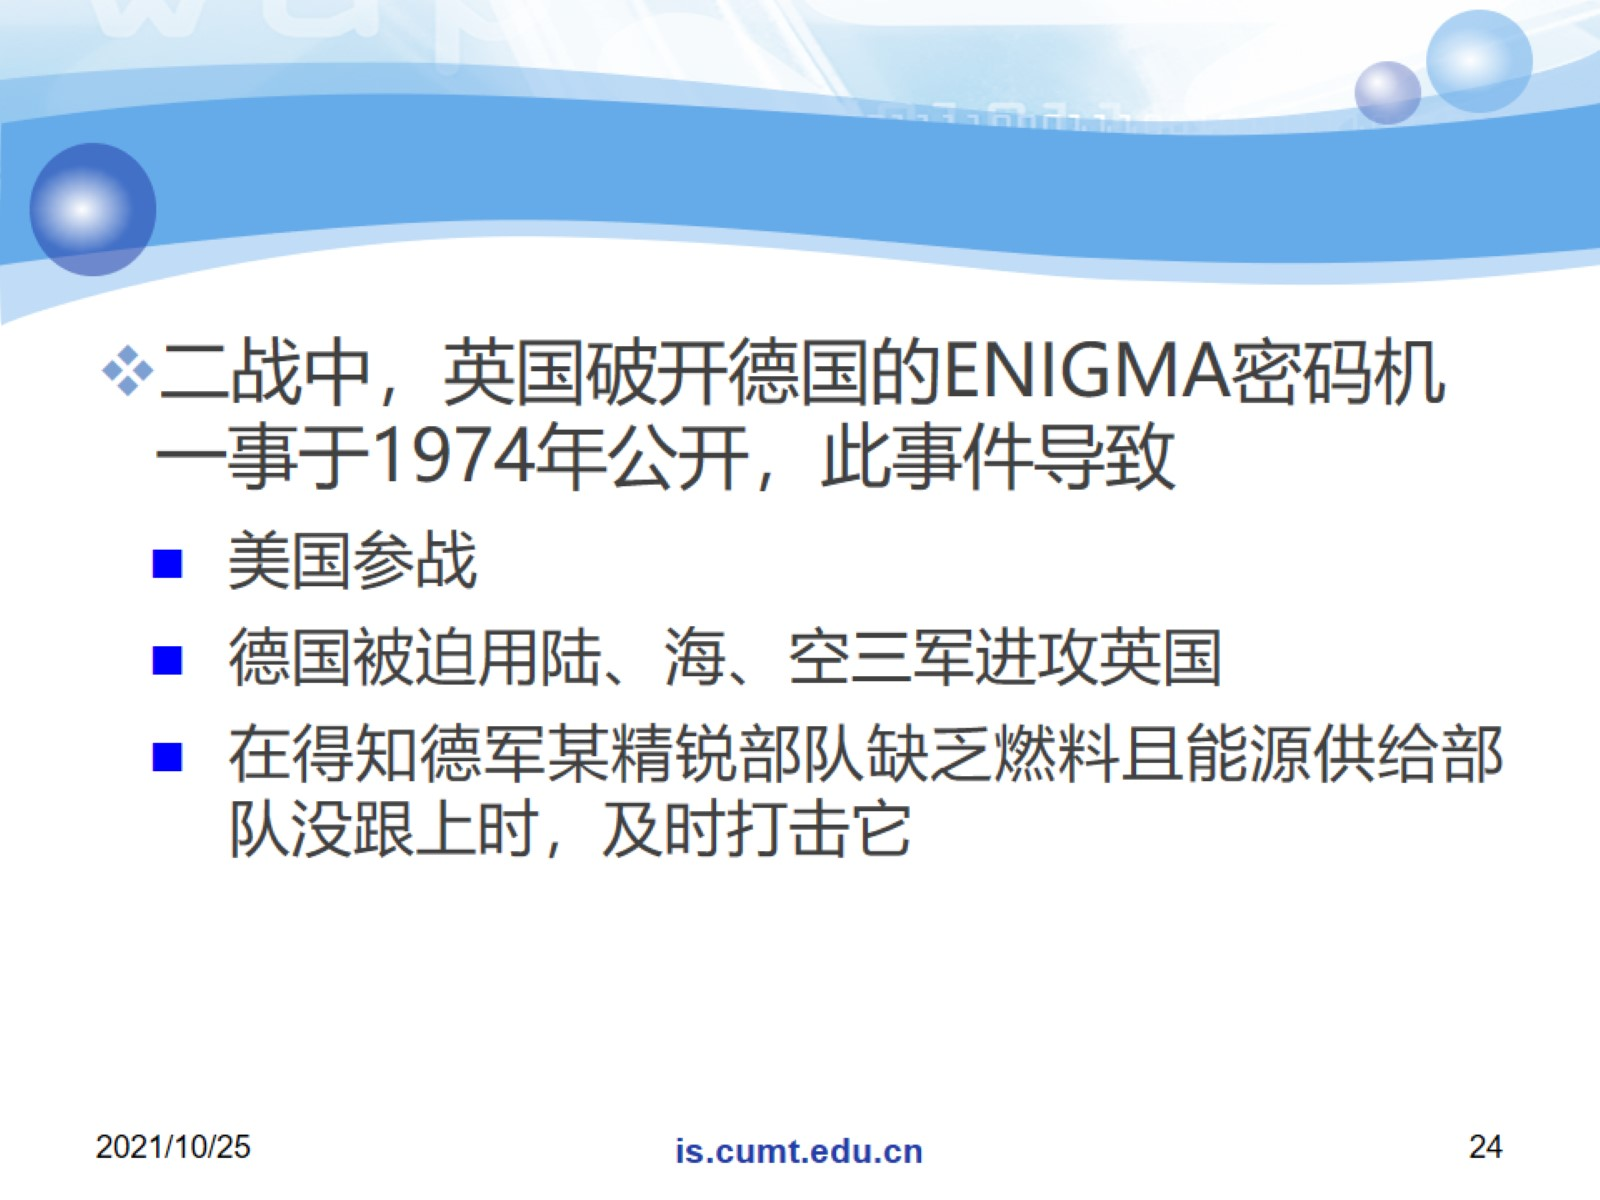 二战中，英国破开德国的ENIGMA密码机
一事于1974年公开，此事件导致
美国参战
德国被迫用陆、海、空三军进攻英国
在得知德军某精锐部队缺乏燃料且能源供给部
队没跟上时，及时打击它
2021/10/25
is.cumt.edu.cn
24